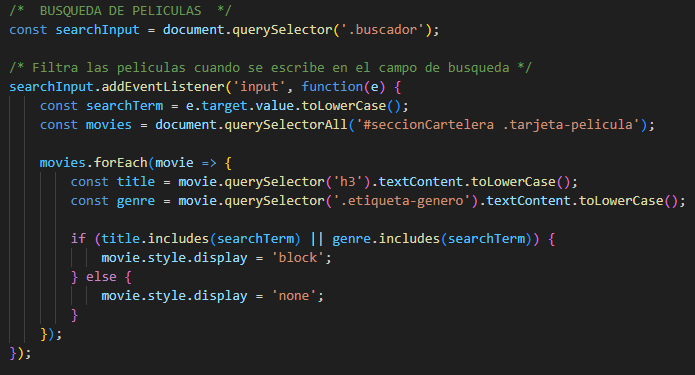 /*  BUSQUEDA DE PELICULAS  */
const searchInput = document.querySelector('.buscador');
/* Filtra las peliculas cuando se escribe en el campo de busqueda */
searchInput.addEventListener('input', function(e) {
    const searchTerm = e.target.value.toLowerCase();
    const movies = document.querySelectorAll('#seccionCartelera .tarjeta-pelicula');
    movies.forEach(movie => {
        const title = movie.querySelector('h3').textContent.toLowerCase();
        const genre = movie.querySelector('.etiqueta-genero').textContent.toLowerCase();
        if (title.includes(searchTerm) || genre.includes(searchTerm)) {
            movie.style.display = 'block';
        } else {
            movie.style.display = 'none';
        }
    });
});